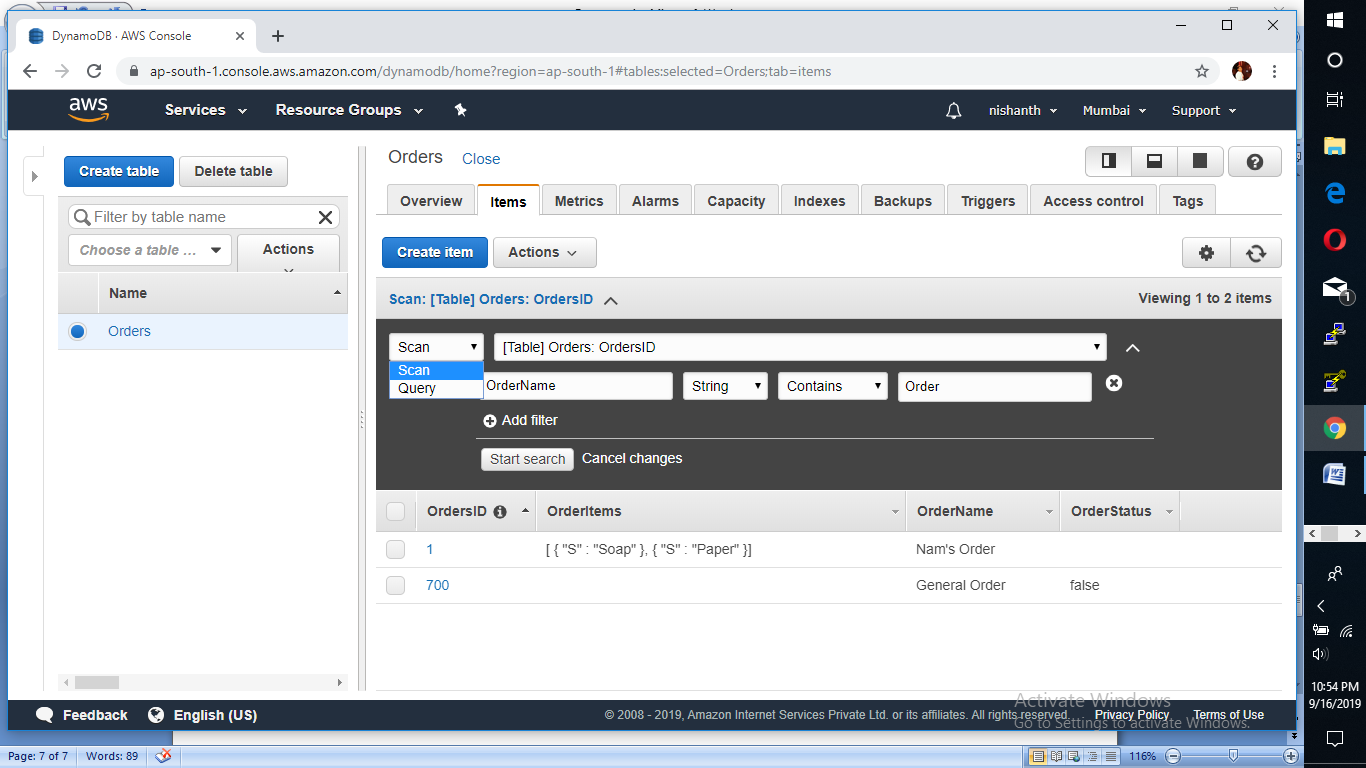 DynamoDB · AWS Console
ap-south-1.console.aws.amazon.com/dynamodb/home?region=ap-south-1#tables:selected=Orders;tab=items
aws Services Resource Groups nishanth Mumbai Support
Create table Delete table
Filter by table name
Choose a table ... Actions
Name
Orders
Orders Close
Overview Items Metrics Alarms Capacity Indexes Backups Triggers Access control Tags
Create item Actions
Scan: [Table] Orders: OrdersID Viewing 1 to 2 items
Scan [Table] Orders: OrdersID
Scan
Query
OrderName String Contains Order
Add filter
Start search Cancel changes
OrdersID OrderItems OrderName OrderStatus
1 [ { "S" : "Soap" }, { "S" : "Paper" }] Nam's Order
700 General Order false
Activate Windows
Go to Settings to activate Windows.
Feedback English (US) © 2008 - 2019, Amazon Internet Services Private Ltd. or its affiliates. All rights reserved. Privacy Policy Terms of Use
Page: 7 of 7 Words: 89 116%
1
10:54 PM
9/16/2019